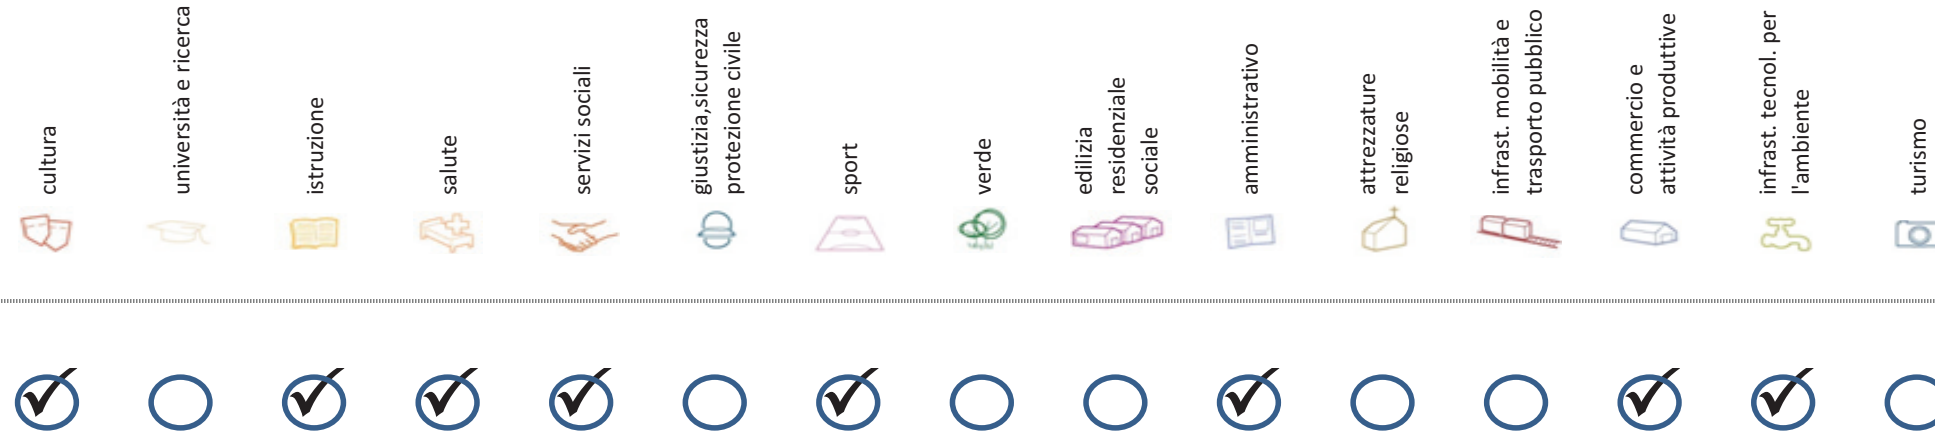 cultura
università e ricerca
istruzione
salute
servizi sociali
giustizia,sicurezza
protezione civile
sport
verde
edilizia
residenziale
sociale
amministrativo
attrezzature
religiose
infrast. mobilità e
trasporto pubblico
commercio e
attività produttive
infrast. tecnol. per
l'ambiente
turismo